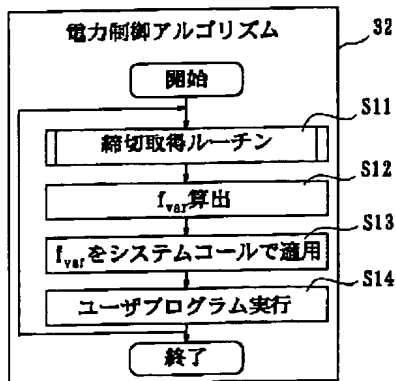 電力制御アルゴリズム
32
開始
S11
締切取得ルーチン
S12
fvar算出
S13
fvarをシステムコールで適用
S14
ユーザプログラム実行
終了